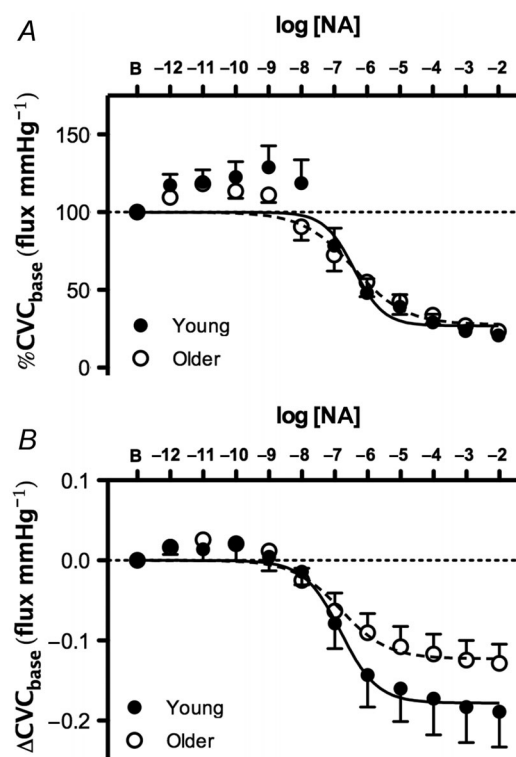 A
log [NA]
B −12 −11 −10 −9 −8 −7 −6 −5 −4 −3 −2
%CVCbase (flux mmHg−1)
150
100
50
0
Young
Older
B
log [NA]
B −12 −11 −10 −9 −8 −7 −6 −5 −4 −3 −2
ΔCVCbase (flux mmHg−1)
0.1
0.0
−0.1
−0.2
Young
Older